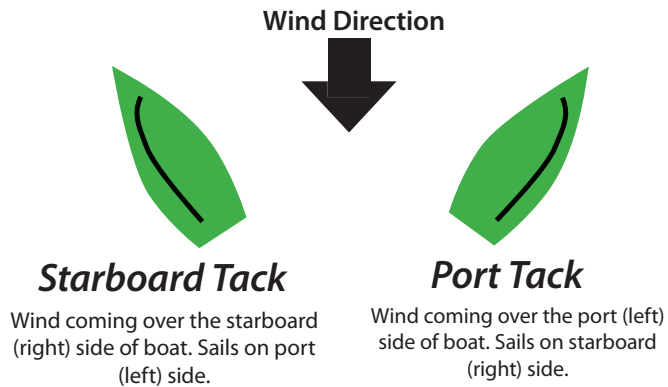 Wind Direction
Starboard Tack
Wind coming over the starboard
(right) side of boat. Sails on port
(left) side.
Port Tack
Wind coming over the port (left)
side of boat. Sails on starboard
(right) side.